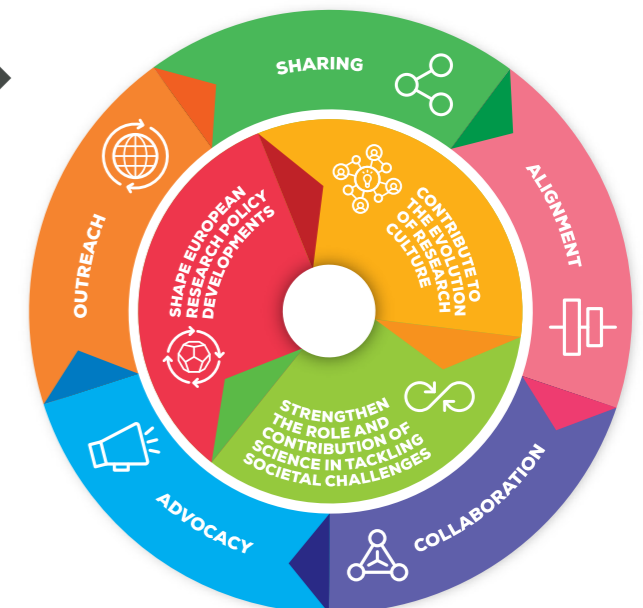 SHARING
ALIGNMENT
COLLABORATION
ADVOCACY
OUTREACH
SHAPE EUROPEAN
RESEARCH POLICY
DEVELOPMENTS
CONTRIBUTE TO
THE EVOLUTION
OF RESEARCH
CULTURE
STRENGTHEN
THE ROLE AND
CONTRIBUTION OF
SCIENCE IN TACKLING
SOCIETAL CHALLENGES